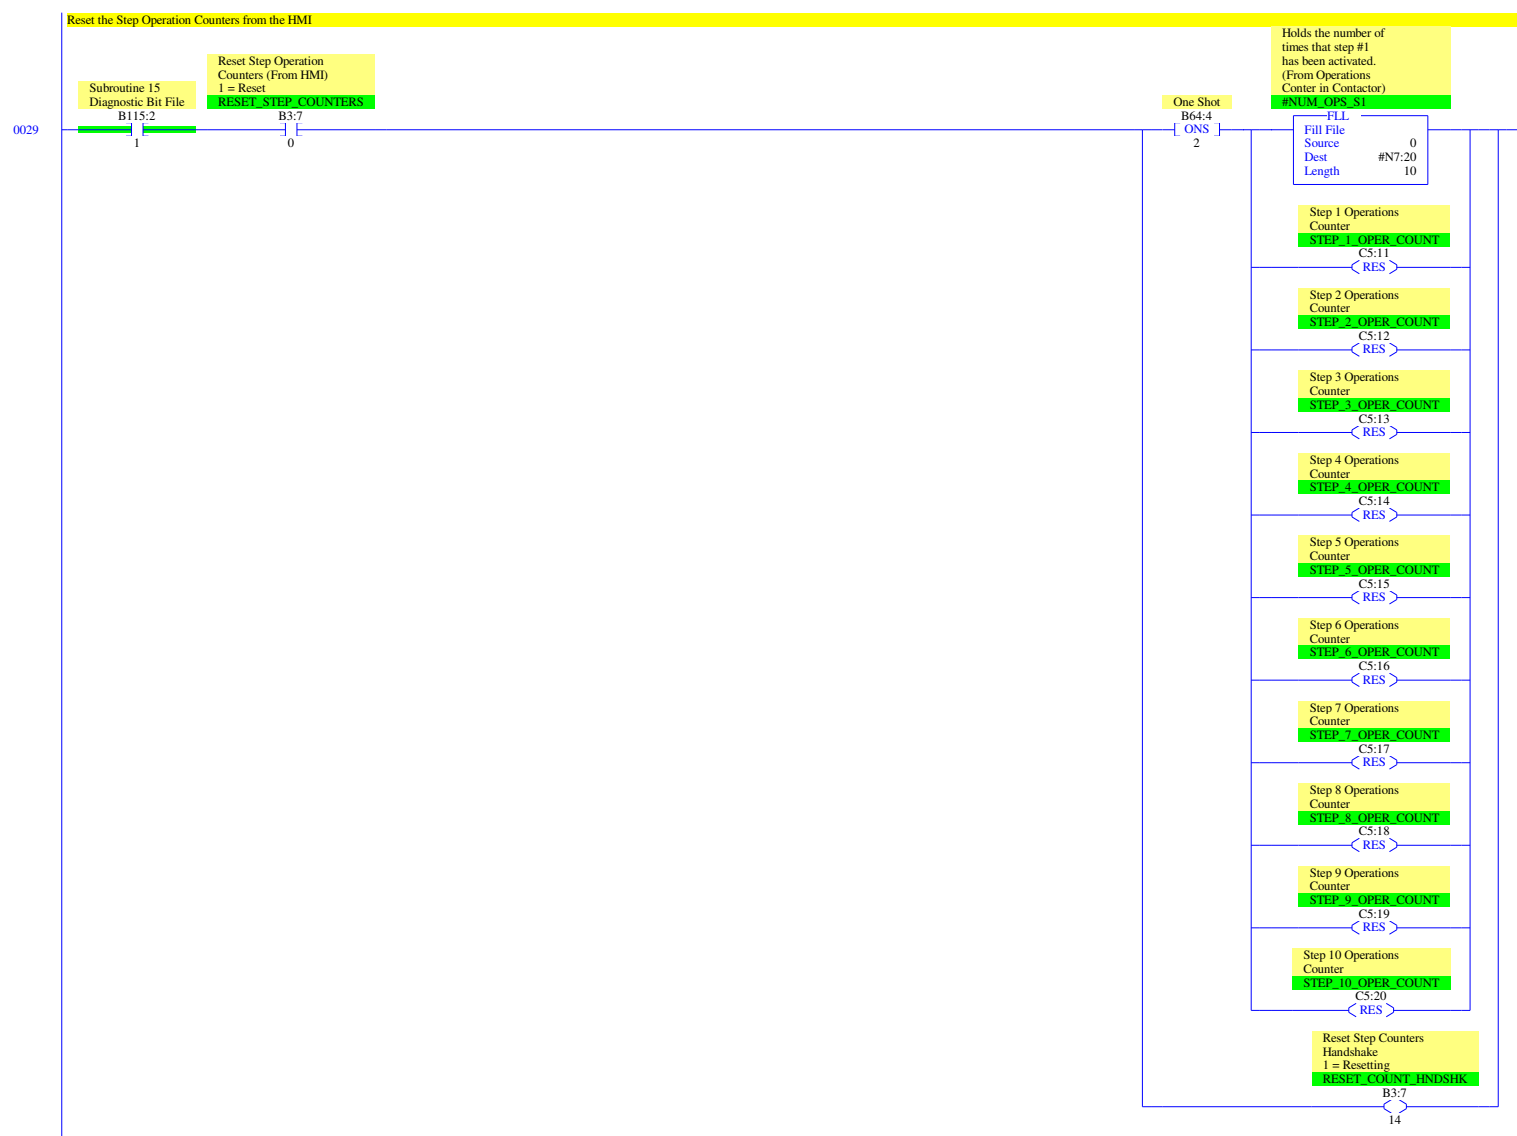 Reset the Step Operation Counters from the HMI
Holds the number of
times that step #1
has been activated.
(From Operations
Conter in Contactor)
#NUM_OPS_S1
Reset Step Operation
Counters (From HMI)
1 = Reset
RESET_STEP_COUNTERS
Subroutine 15
Diagnostic Bit File
One Shot
B115:2
B3:7
B64:4
FLL
0029
ONS
1
0
2
Fill File
Source 0
Dest #N7:20
Length 10
Step 1 Operations
Counter
STEP_1_OPER_COUNT
C5:11
RES
Step 2 Operations
Counter
STEP_2_OPER_COUNT
C5:12
RES
Step 3 Operations
Counter
STEP_3_OPER_COUNT
C5:13
RES
Step 4 Operations
Counter
STEP_4_OPER_COUNT
C5:14
RES
Step 5 Operations
Counter
STEP_5_OPER_COUNT
C5:15
RES
Step 6 Operations
Counter
STEP_6_OPER_COUNT
C5:16
RES
Step 7 Operations
Counter
STEP_7_OPER_COUNT
C5:17
RES
Step 8 Operations
Counter
STEP_8_OPER_COUNT
C5:18
RES
Step 9 Operations
Counter
STEP_9_OPER_COUNT
C5:19
RES
Step 10 Operations
Counter
STEP_10_OPER_COUNT
C5:20
RES
Reset Step Counters
Handshake
1 = Resetting
RESET_COUNT_HNDSHK
B3:7
14